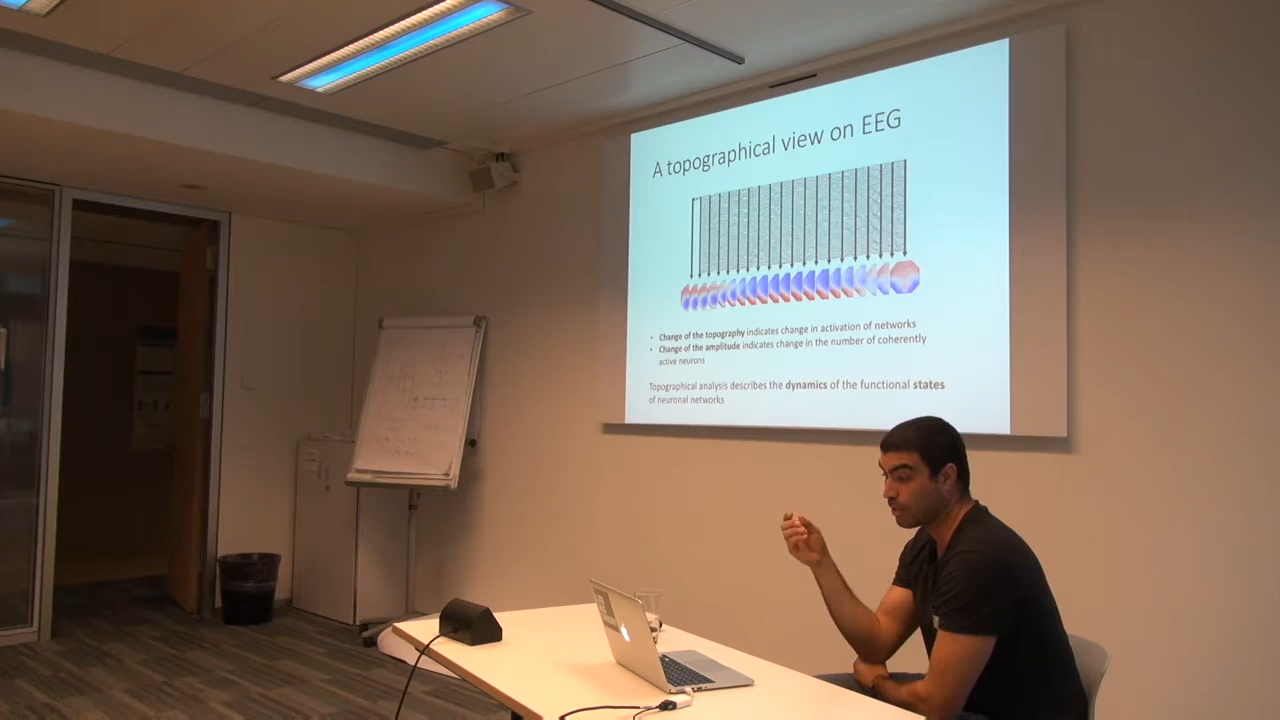 A topographical view on EEG
• Change of the topography indicates change in activation of networks
• Change of the amplitude indicates change in the number of coherently
active neurons
Topographical analysis describes the dynamics of the functional states
of neuronal networks